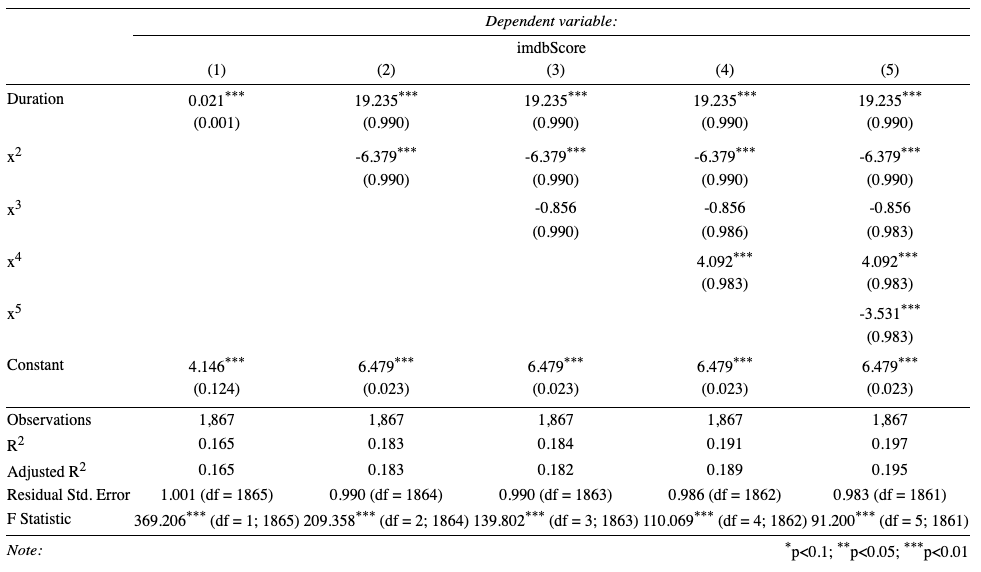 Dependent variable:
imdbScore
(1) (2) (3) (4) (5)
Duration 0.021*** 19.235*** 19.235*** 19.235*** 19.235***
(0.001) (0.990) (0.990) (0.990) (0.990)
x² -6.379*** -6.379*** -6.379*** -6.379***
(0.990) (0.990) (0.990) (0.990)
x³ -0.856 -0.856 -0.856
(0.990) (0.986) (0.983)
x⁴ 4.092*** 4.092***
(0.983) (0.983)
x⁵ -3.531***
(0.983)
Constant 4.146*** 6.479*** 6.479*** 6.479*** 6.479***
(0.124) (0.023) (0.023) (0.023) (0.023)
Observations 1,867 1,867 1,867 1,867 1,867
R² 0.165 0.183 0.184 0.191 0.197
Adjusted R² 0.165 0.183 0.182 0.189 0.195
Residual Std. Error 1.001 (df = 1865) 0.990 (df = 1864) 0.990 (df = 1863) 0.986 (df = 1862) 0.983 (df = 1861)
F Statistic 369.206*** (df = 1; 1865) 209.358*** (df = 2; 1864) 139.802*** (df = 3; 1863) 110.069*** (df = 4; 1862) 91.200*** (df = 5; 1861)
Note: *p<0.1; **p<0.05; ***p<0.01